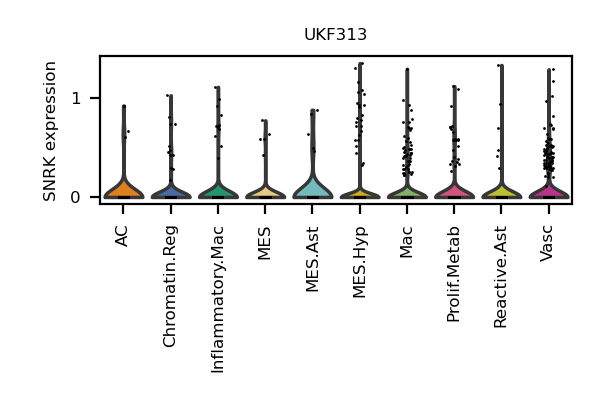 UKF313
SNRK expression
1
0
AC
Chromatin.Reg
Inflammatory.Mac
MES
MES.Ast
MES.Hyp
Mac
Prolif.Metab
Reactive.Ast
Vasc